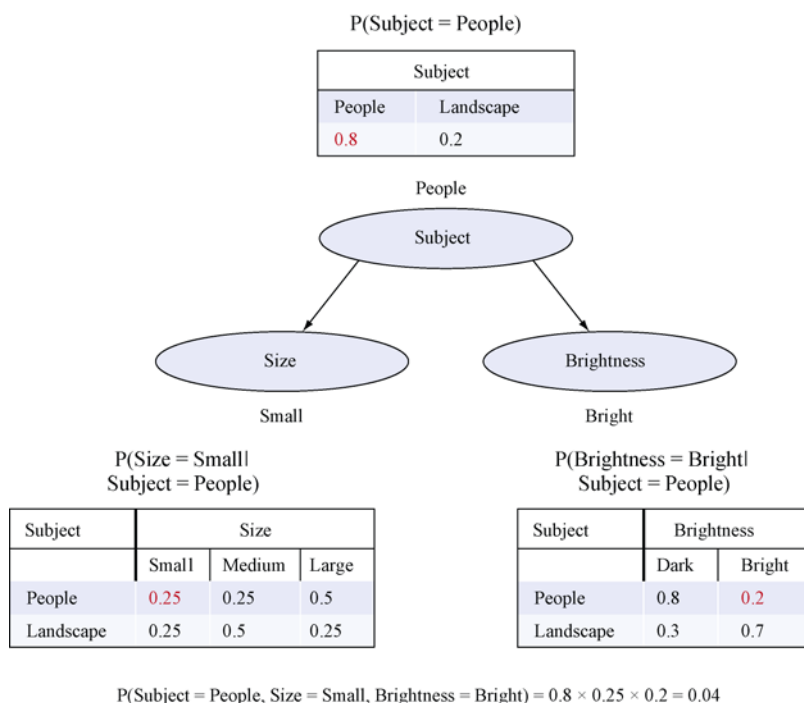 P(Subject = People)
Subject
People Landscape
0.8 0.2
People
Subject
Size
Brightness
Small
Bright
P(Size = Small|
Subject = People)
Subject Size
Small Medium Large
People 0.25 0.25 0.5
Landscape 0.25 0.5 0.25
P(Brightness = Bright|
Subject = People)
Subject Brightness
Dark Bright
People 0.8 0.2
Landscape 0.3 0.7
P(Subject = People, Size = Small, Brightness = Bright) = 0.8 × 0.25 × 0.2 = 0.04